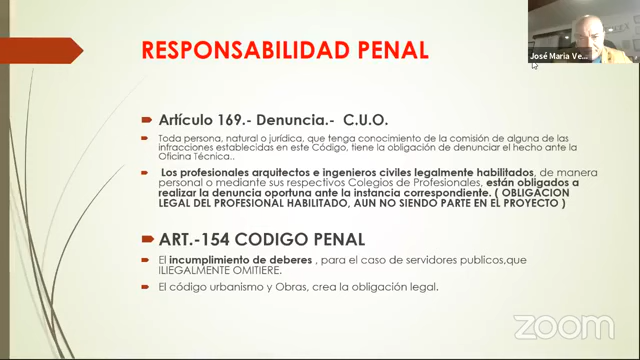 José Maria Ve...
RESPONSABILIDAD PENAL
Artículo 169.- Denuncia.- C.U.O.
Toda persona, natural o jurídica, que tenga conocimiento de la comisión de alguna de las
infracciones establecidas en este Código, tiene la obligación de denunciar el hecho ante la
Oficina Técnica..
Los profesionales arquitectos e ingenieros civiles legalmente habilitados, de manera
personal o mediante sus respectivos Colegios de Profesionales, están obligados a
realizar la denuncia oportuna ante la instancia correspondiente. ( OBLIGACION
LEGAL DEL PROFESIONAL HABILITADO, AUN NO SIENDO PARTE EN EL PROYECTO )
ART.-154 CODIGO PENAL
El incumplimiento de deberes , para el caso de servidores publicos,que
ILIEGALMENTE OMITIERE.
El código urbanismo y Obras, crea la obligación legal.
zoom